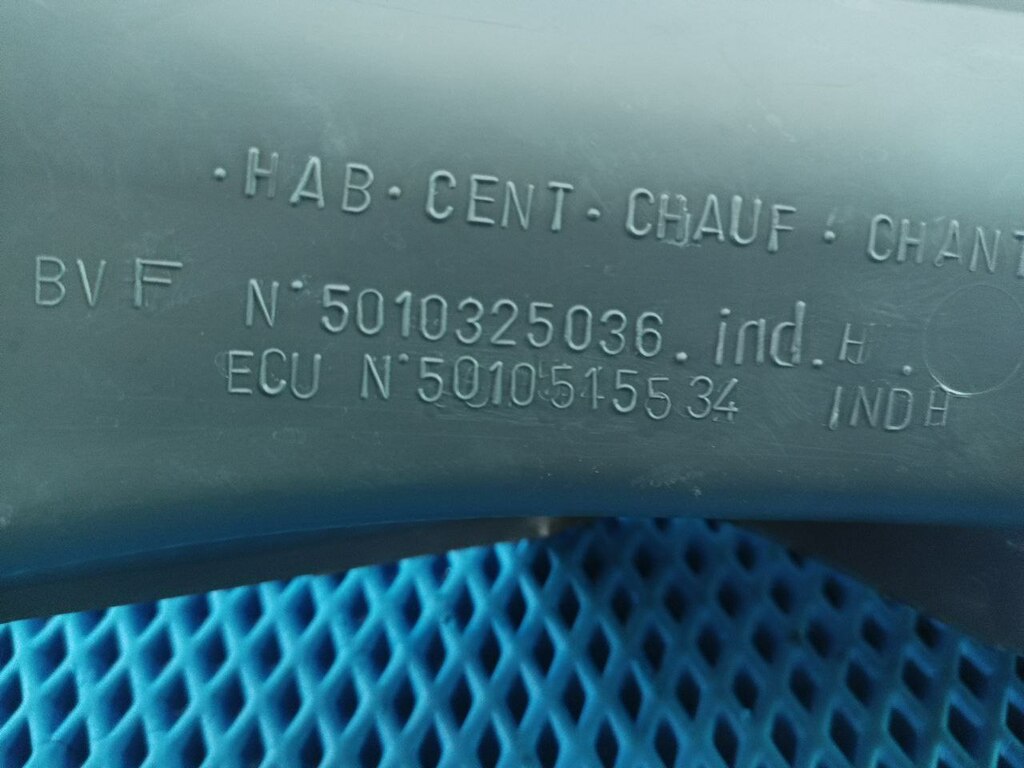 .HAB. CENT. CHAUF. CHANT
BVF N°5010325036. ind. H .
ECU N°5010515534 IND H